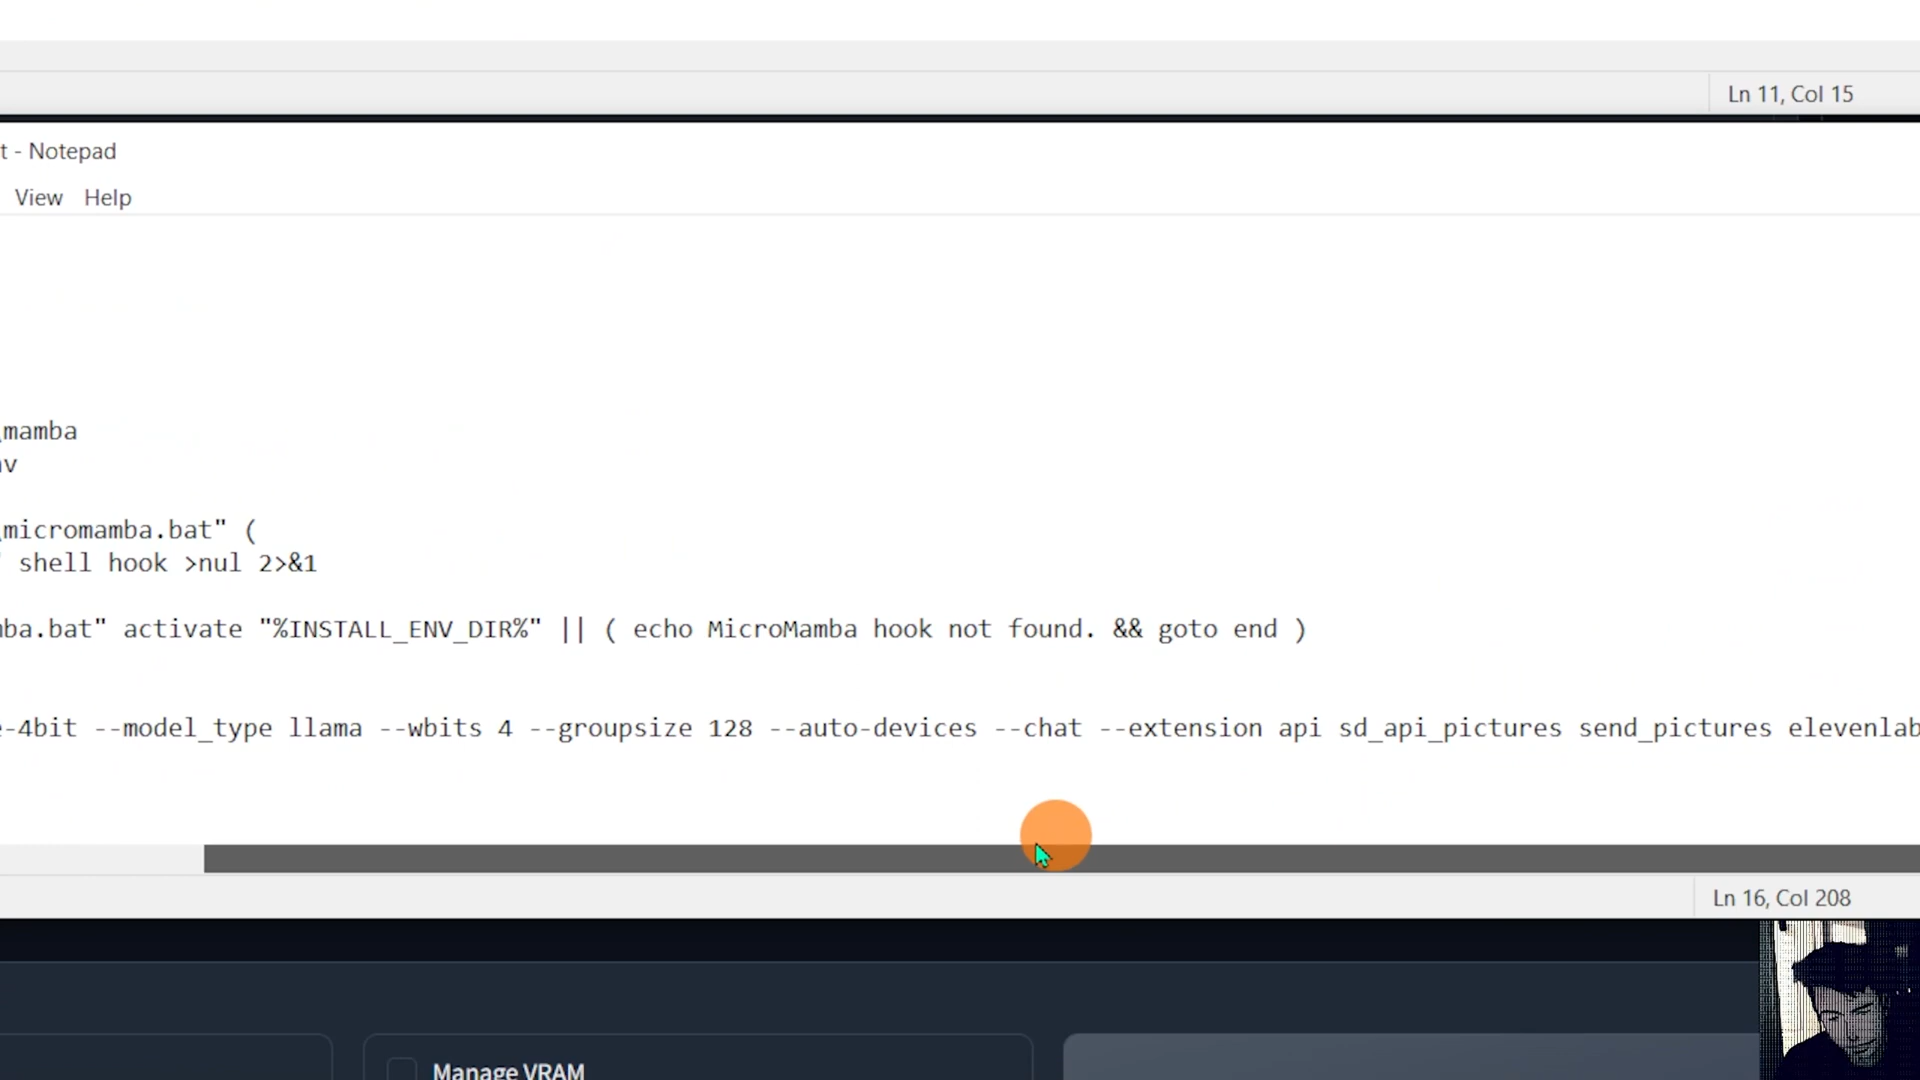 Ln 11, Col 15
t - Notepad
View Help
\mamba
nv
\micromamba.bat" (
" shell hook >nul 2>&1
mba.bat" activate "%INSTALL_ENV_DIR%" || ( echo MicroMamba hook not found. && goto end )
e-4bit --model_type llama --wbits 4 --groupsize 128 --auto-devices --chat --extension api sd_api_pictures send_pictures elevenlab
Ln 16, Col 208
Manage VRAM